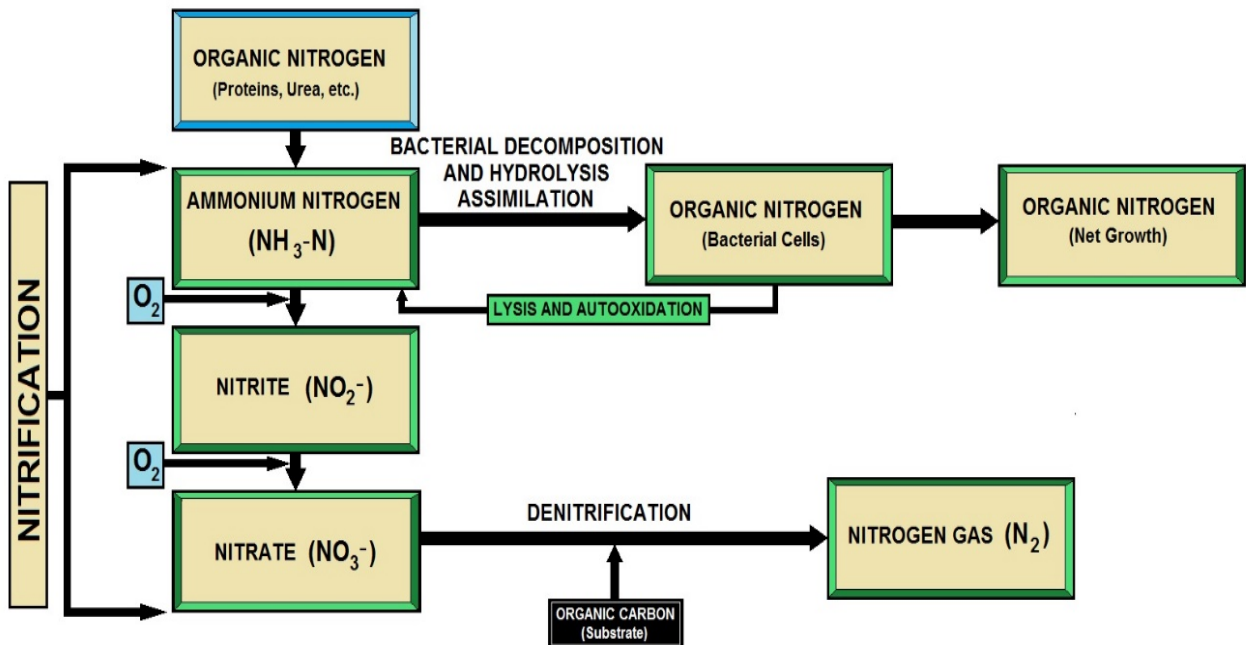 ORGANIC NITROGEN
(Proteins, Urea, etc.)
BACTERIAL DECOMPOSITION
AND HYDROLYSIS
ASSIMILATION
AMMONIUM NITROGEN
(NH₃-N)
ORGANIC NITROGEN
(Bacterial Cells)
ORGANIC NITROGEN
(Net Growth)
NITRIFICATION
O₂
LYSIS AND AUTOOXIDATION
NITRITE (NO₂⁻)
O₂
NITRATE (NO₃⁻)
DENITRIFICATION
NITROGEN GAS (N₂)
ORGANIC CARBON
(Substrate)